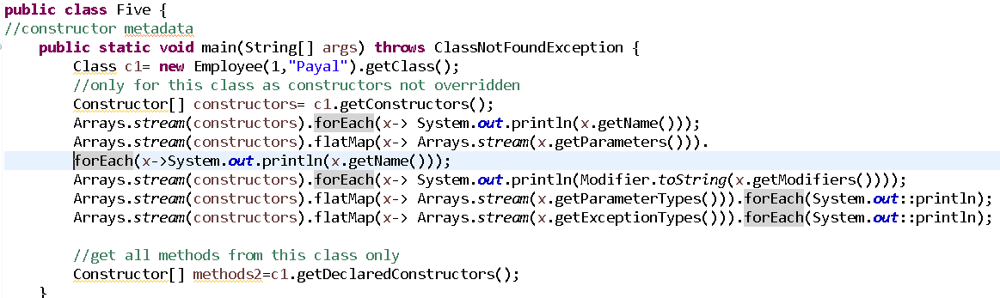 public class Five {
//constructor metadata
    public static void main(String[] args) throws ClassNotFoundException {
        Class c1= new Employee(1,"Payal").getClass();
        //only for this class as constructors not overridden
        Constructor[] constructors= c1.getConstructors();
        Arrays.stream(constructors).forEach(x-> System.out.println(x.getName()));
        Arrays.stream(constructors).flatMap(x-> Arrays.stream(x.getParameters())).
        forEach(x->System.out.println(x.getName()));
        Arrays.stream(constructors).forEach(x-> System.out.println(Modifier.toString(x.getModifiers())));
        Arrays.stream(constructors).flatMap(x-> Arrays.stream(x.getParameterTypes())).forEach(System.out::println);
        Arrays.stream(constructors).flatMap(x-> Arrays.stream(x.getExceptionTypes())).forEach(System.out::println);
        //get all methods from this class only
        Constructor[] methods2=c1.getDeclaredConstructors();
    }